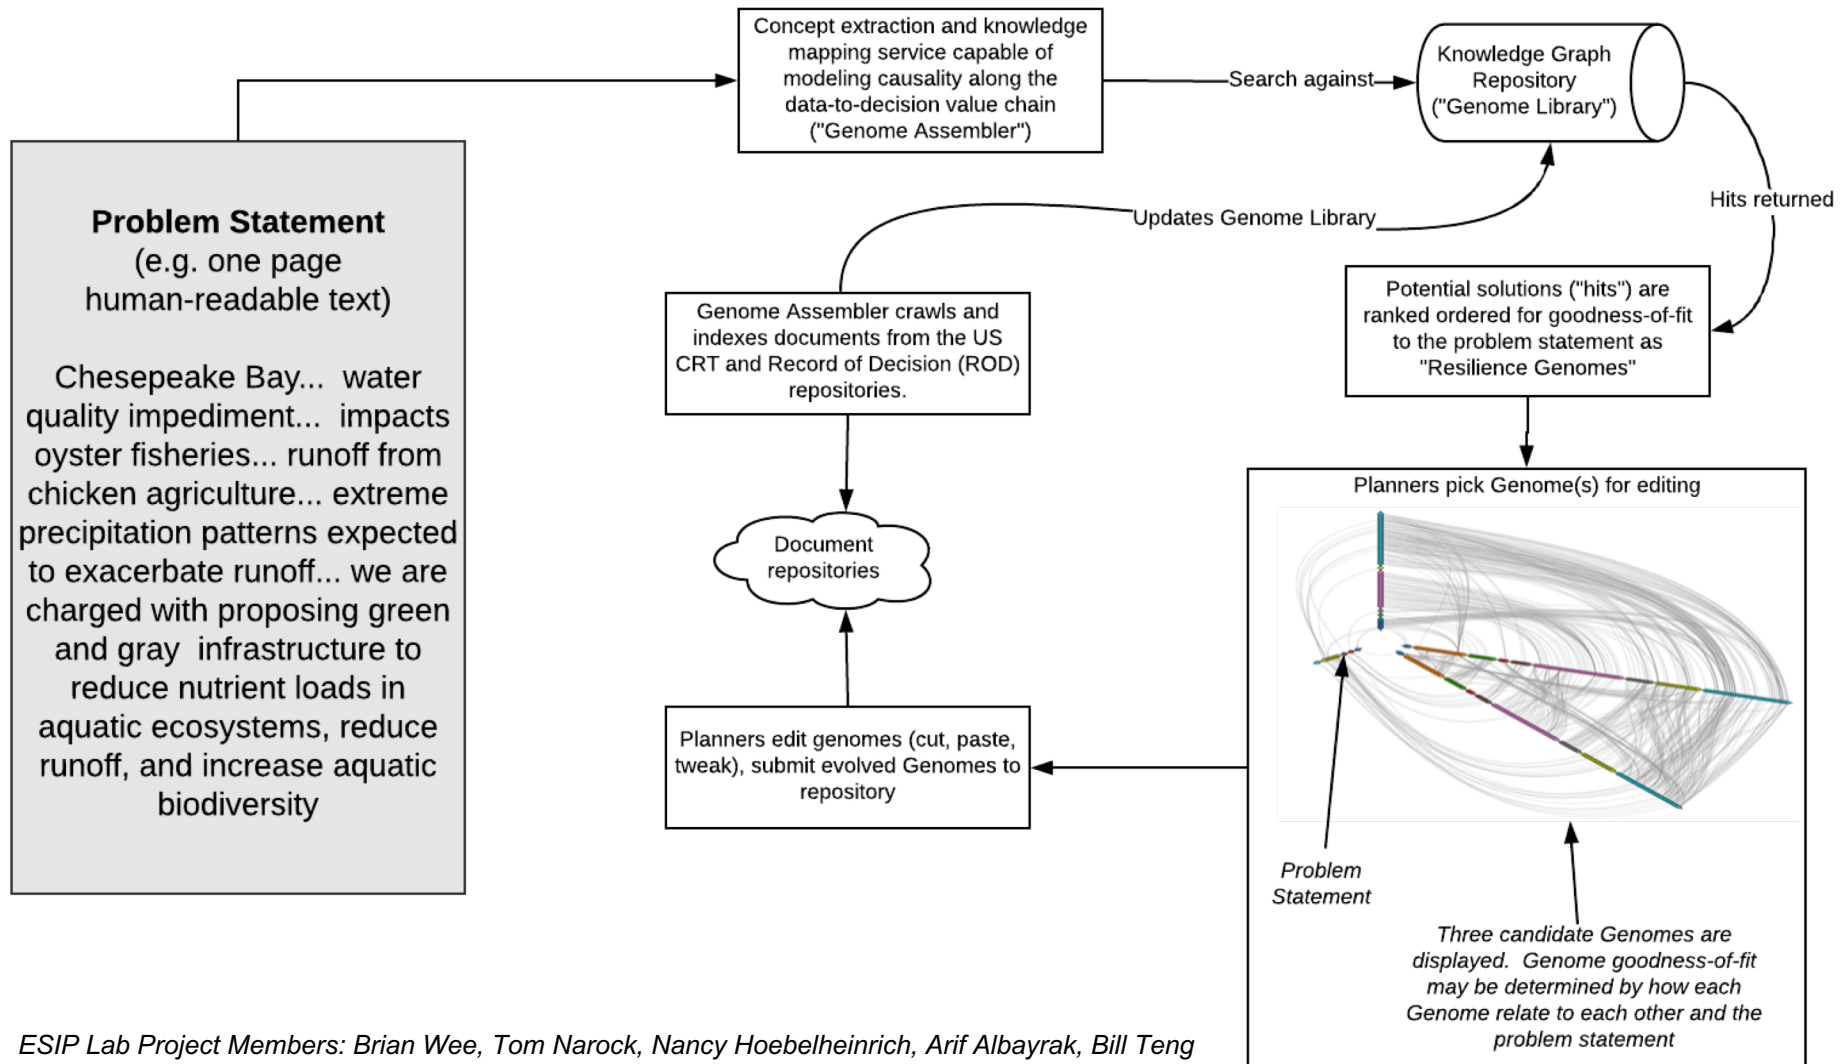 Concept extraction and knowledge
mapping service capable of
modeling causality along the
data-to-decision value chain
("Genome Assembler")
Search against
Knowledge Graph
Repository
("Genome Library")
Hits returned
Updates Genome Library
Problem Statement
(e.g. one page
human-readable text)
Chesepeake Bay... water
quality impediment... impacts
oyster fisheries... runoff from
chicken agriculture... extreme
precipitation patterns expected
to exacerbate runoff... we are
charged with proposing green
and gray infrastructure to
reduce nutrient loads in
aquatic ecosystems, reduce
runoff, and increase aquatic
biodiversity
Genome Assembler crawls and
indexes documents from the US
CRT and Record of Decision (ROD)
repositories.
Potential solutions ("hits") are
ranked ordered for goodness-of-fit
to the problem statement as
"Resilience Genomes"
Document
repositories
Planners pick Genome(s) for editing
Planners edit genomes (cut, paste,
tweak), submit evolved Genomes to
repository
Problem
Statement
Three candidate Genomes are
displayed. Genome goodness-of-fit
may be determined by how each
Genome relate to each other and the
problem statement
ESIP Lab Project Members: Brian Wee, Tom Narock, Nancy Hoebelheinrich, Arif Albayrak, Bill Teng